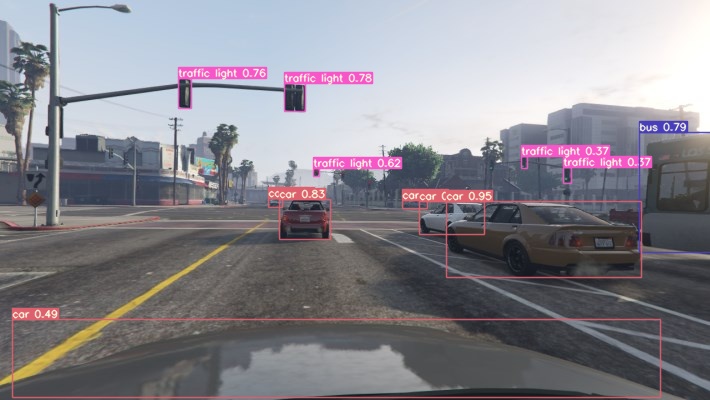 traffic light 0.76
traffic light 0.78
bus 0.79
traffic light 0.37
traffic light 0.62
traffic light 0.37
car 0.83
car
car 0.95
car 0.49